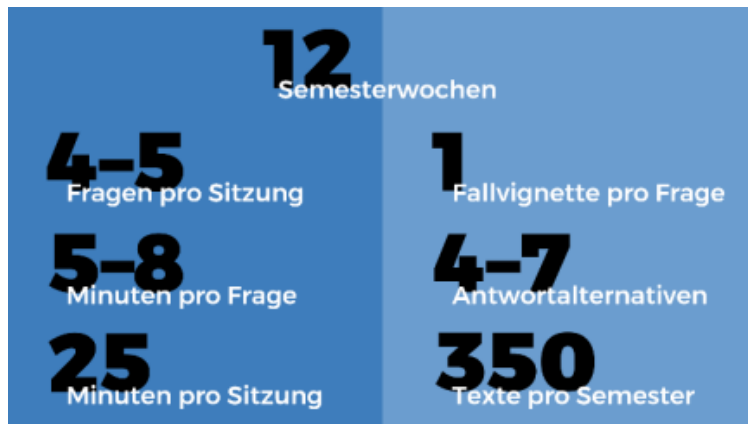 12
Semesterwochen
4–5
Fragen pro Sitzung
1
Fallvignette pro Frage
5–8
Minuten pro Frage
4–7
Antwortalternativen
25
Minuten pro Sitzung
350
Texte pro Semester